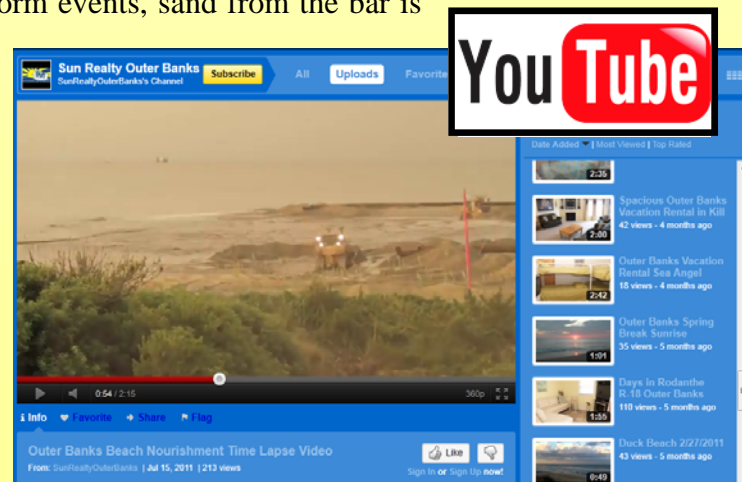 orm events, sand from the bar is
You Tube
Sun Realty Outer Banks
SunRealtyOuterBanks's Channel
Subscribe
All
Uploads
Favorite
Date Added | Most Viewed | Top Rated
2:35
Spacious Outer Banks
Vacation Rental in Kill
42 views - 4 months ago
2:00
Outer Banks Vacation
Rental Sea Angel
18 views - 4 months ago
2:42
Outer Banks Spring
Break Sunrise
35 views - 5 months ago
1:01
Days in Rodanthe
R-18 Outer Banks
110 views - 5 months ago
1:55
Duck Beach 2/27/2011
43 views - 5 months ago
0:49
0:54 / 2:15
360p
Info
Favorite
Share
Flag
Outer Banks Beach Nourishment Time Lapse Video
From: SunRealtyOuterBanks | Jul 15, 2011 | 213 views
Like
Sign In or Sign Up now!